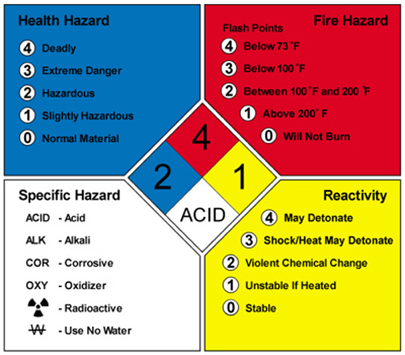 Health Hazard
4 Deadly
3 Extreme Danger
2 Hazardous
1 Slightly Hazardous
0 Normal Material
Fire Hazard
Flash Points
4 Below 73°F
3 Below 100°F
2 Between 100°F and 200°F
1 Above 200°F
0 Will Not Burn
4
2
1
ACID
Specific Hazard
ACID - Acid
ALK - Alkali
COR - Corrosive
OXY - Oxidizer
- Radioactive
W - Use No Water
Reactivity
4 May Detonate
3 Shock/Heat May Detonate
2 Violent Chemical Change
1 Unstable If Heated
0 Stable